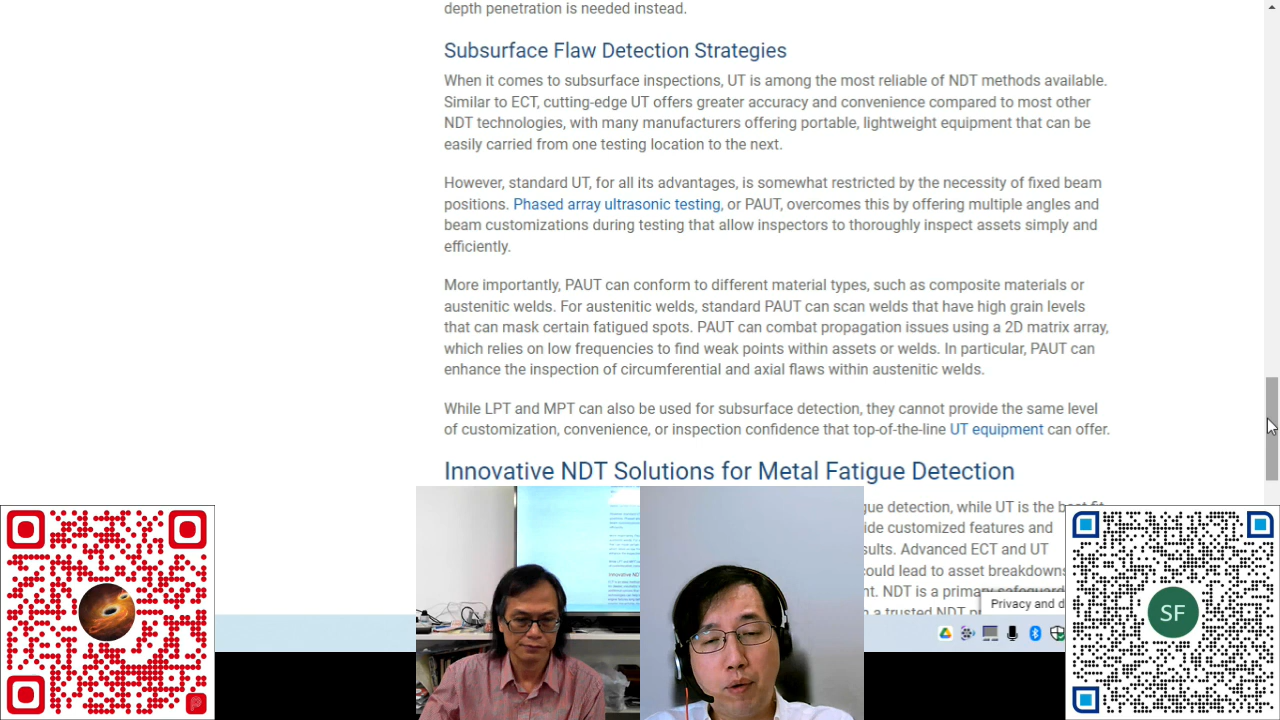 depth penetration is needed instead.
Subsurface Flaw Detection Strategies
When it comes to subsurface inspections, UT is among the most reliable of NDT methods available.
Similar to ECT, cutting-edge UT offers greater accuracy and convenience compared to most other
NDT technologies, with many manufacturers offering portable, lightweight equipment that can be
easily carried from one testing location to the next.
However, standard UT, for all its advantages, is somewhat restricted by the necessity of fixed beam
positions. Phased array ultrasonic testing, or PAUT, overcomes this by offering multiple angles and
beam customizations during testing that allow inspectors to thoroughly inspect assets simply and
efficiently.
More importantly, PAUT can conform to different material types, such as composite materials or
austenitic welds. For austenitic welds, standard PAUT can scan welds that have high grain levels
that can mask certain fatigued spots. PAUT can combat propagation issues using a 2D matrix array,
which relies on low frequencies to find weak points within assets or welds. In particular, PAUT can
enhance the inspection of circumferential and axial flaws within austenitic welds.
While LPT and MPT can also be used for subsurface detection, they cannot provide the same level
of customization, convenience, or inspection confidence that top-of-the-line UT equipment can offer.
Innovative NDT Solutions for Metal Fatigue Detection
gue detection, while UT is the best fit
ide customized features and
sults. Advanced ECT and UT
could lead to asset breakdowns
nt. NDT is a primary safeguard
Privacy and d
a trusted NDT
SF